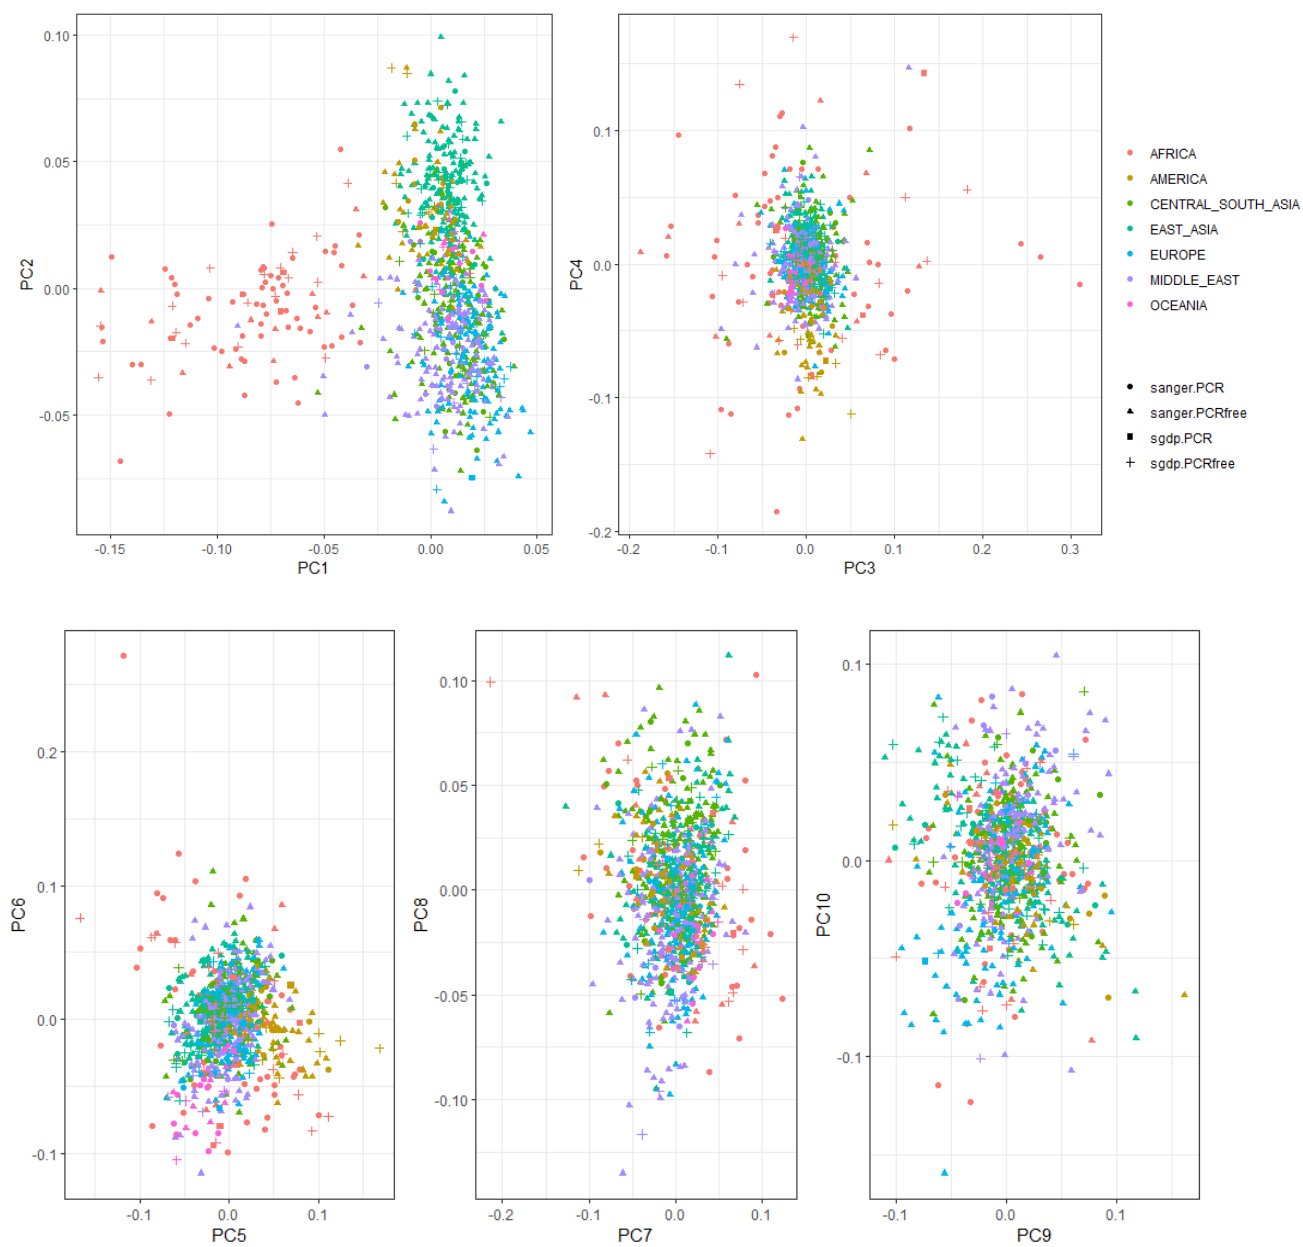 0.10
0.05
0.00
-0.05
PC2
-0.15
-0.10
-0.05
0.00
0.05
PC1
0.1
0.0
-0.1
-0.2
PC4
-0.2
-0.1
0.0
0.1
0.2
0.3
PC3
AFRICA
AMERICA
CENTRAL_SOUTH_ASIA
EAST_ASIA
EUROPE
MIDDLE_EAST
OCEANIA
sanger.PCR
sanger.PCRfree
sgdp.PCR
sgdp.PCRfree
0.2
0.1
0.0
-0.1
PC6
-0.1
0.0
0.1
PC5
0.10
0.05
0.00
-0.05
-0.10
PC8
-0.2
-0.1
0.0
0.1
PC7
0.1
0.0
-0.1
PC10
-0.1
0.0
0.1
PC9